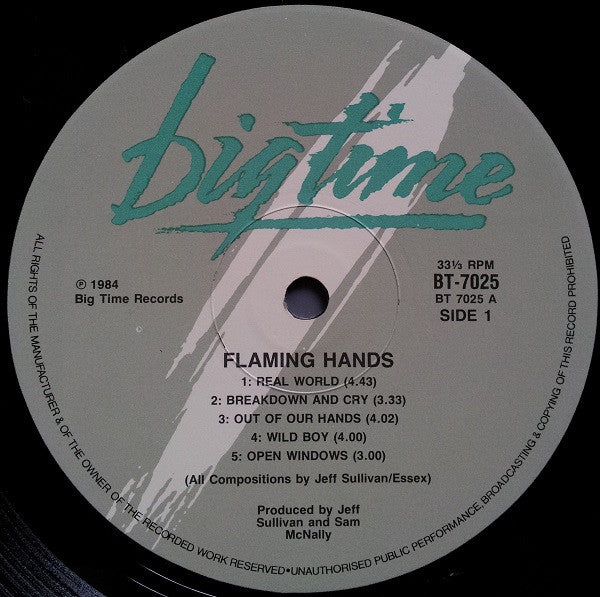 big time
℗ 1984
Big Time Records
33⅓ RPM
BT-7025
BT 7025 A
SIDE 1
FLAMING HANDS
1: REAL WORLD (4.43)
2: BREAKDOWN AND CRY (3.33)
3: OUT OF OUR HANDS (4.02)
4: WILD BOY (4.00)
5: OPEN WINDOWS (3.00)
(All Compositions by Jeff Sullivan/Essex)
Produced by Jeff
Sullivan and Sam
McNally
ALL RIGHTS OF THE MANUFACTURER & OF THE OWNER OF THE RECORDED WORK RESERVED•UNAUTHORISED PUBLIC PERFORMANCE, BROADCASTING & COPYING OF THIS RECORD PROHIBITED